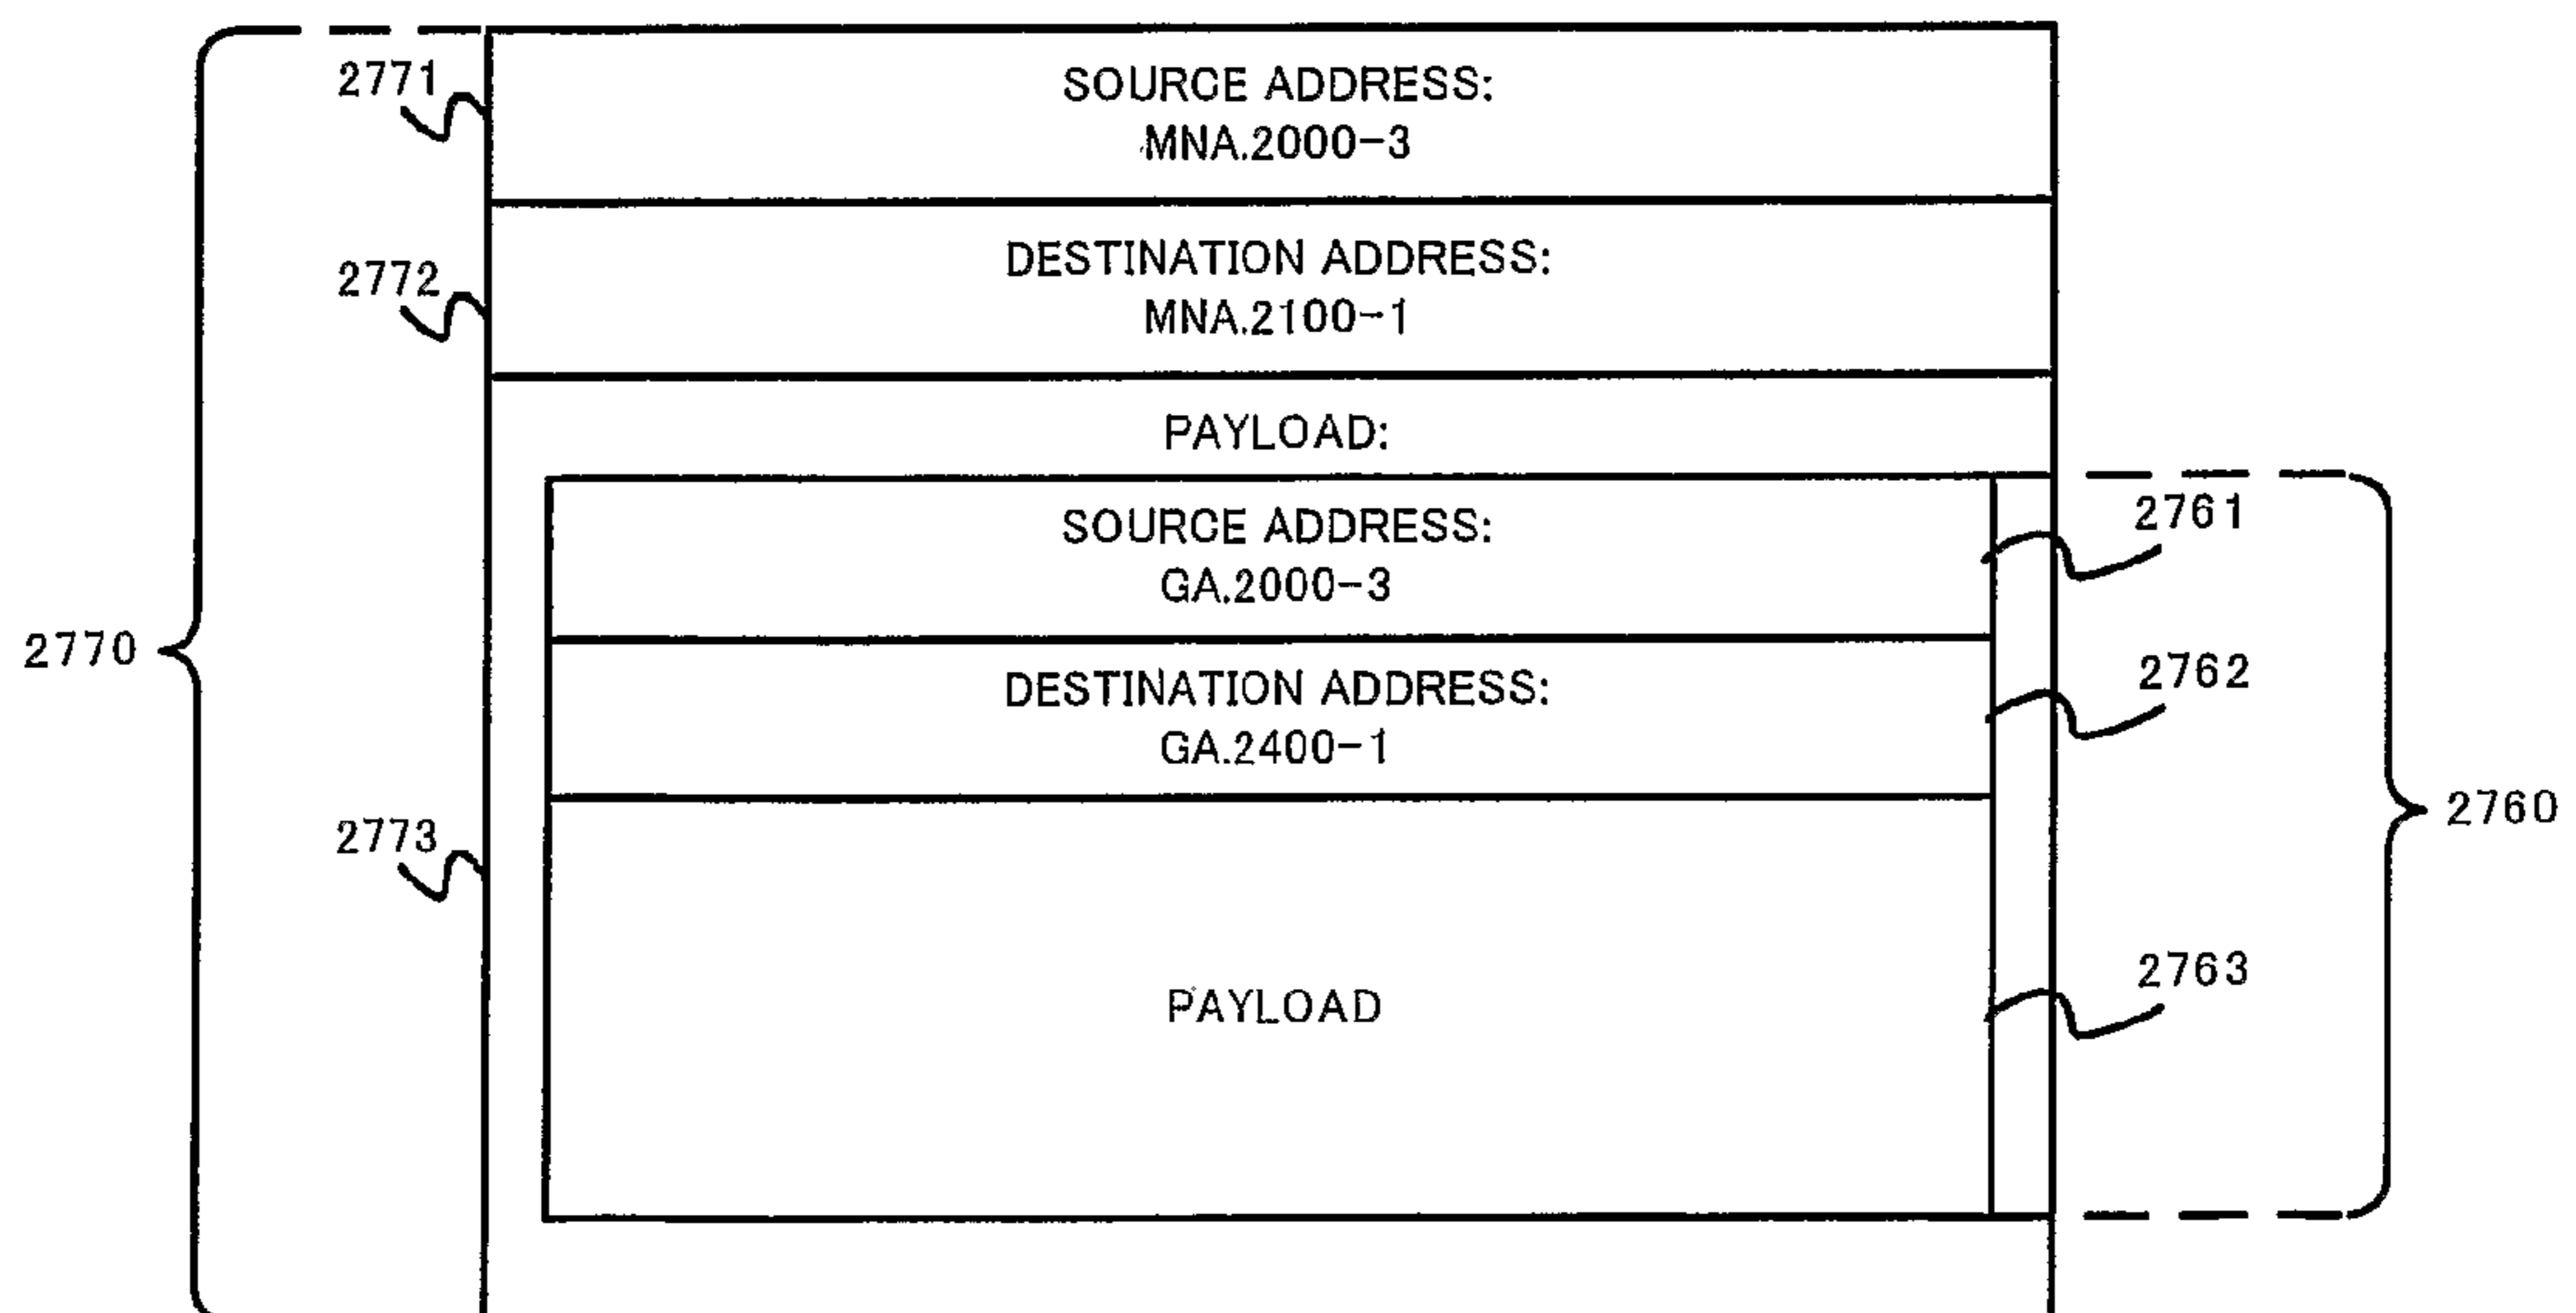 2771
SOURCE ADDRESS:
MNA.2000-3
2772
DESTINATION ADDRESS:
MNA.2100-1
PAYLOAD:
SOURCE ADDRESS:
GA.2000-3
2761
2770
DESTINATION ADDRESS:
GA.2400-1
2762
2773
2760
PAYLOAD
2763